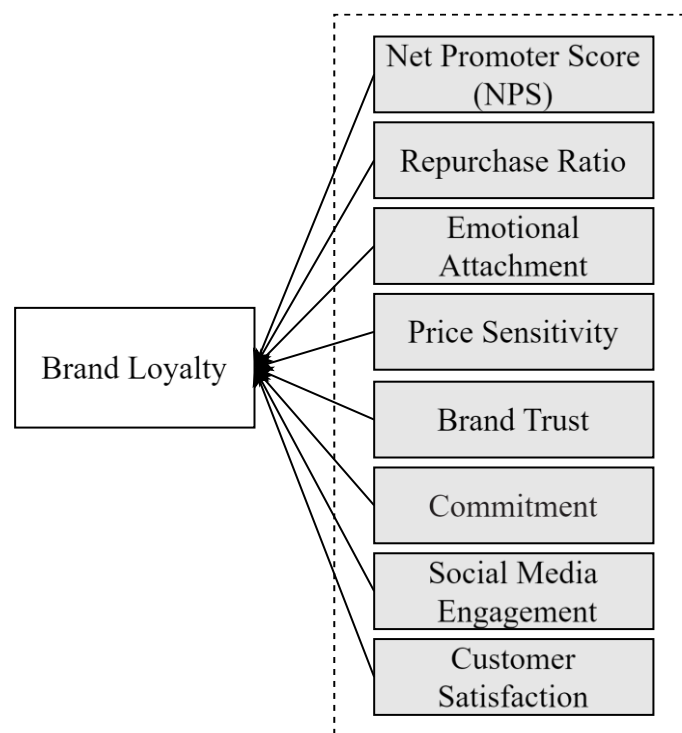 Net Promoter Score
(NPS)
Repurchase Ratio
Emotional
Attachment
Price Sensitivity
Brand Loyalty
Brand Trust
Commitment
Social Media
Engagement
Customer
Satisfaction